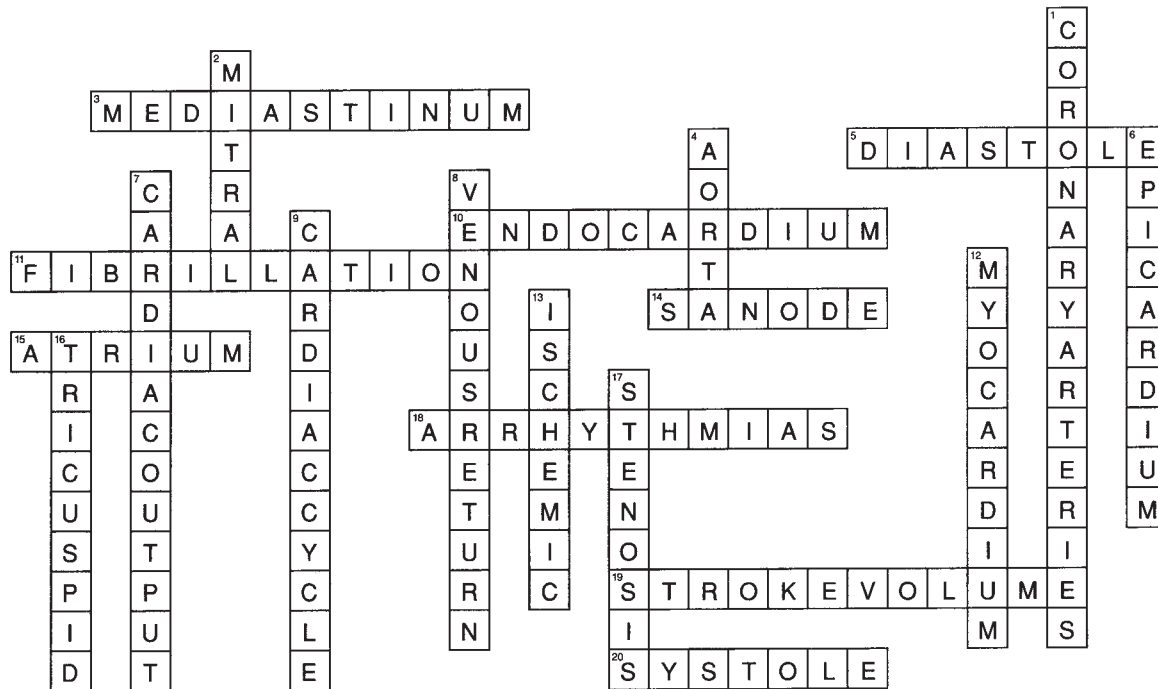 1 CORONARYARTERIES
2 MITRAL
3 MEDIASTINUM
4 AORTA
5 DIASTOLE
6 EPICARDIUM
7 CARDIACOUTPUT
8 VENOUSRETURN
9 CARDIACCYCLE
10 ENDOCARDIUM
11 FIBRILLATION
12 MYOCARDIUM
13 ISCHEMIC
14 SANODE
15 ATRIUM
16 TRICUSPID
17 STENOSIS
18 ARRHYTHMIAS
19 STROKEVOLUME
20 SYSTOLE